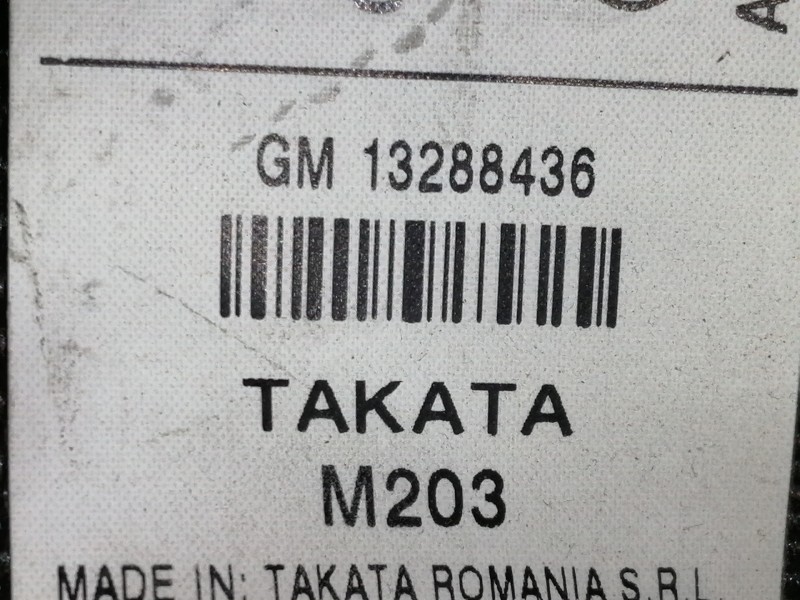 GM 13288436
TAKATA
M203
MADE IN: TAKATA ROMANIA S.R.L.